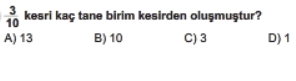 3/10 kesri kaç tane birim kesirden oluşmuştur?
A) 13 B) 10 C) 3 D) 1